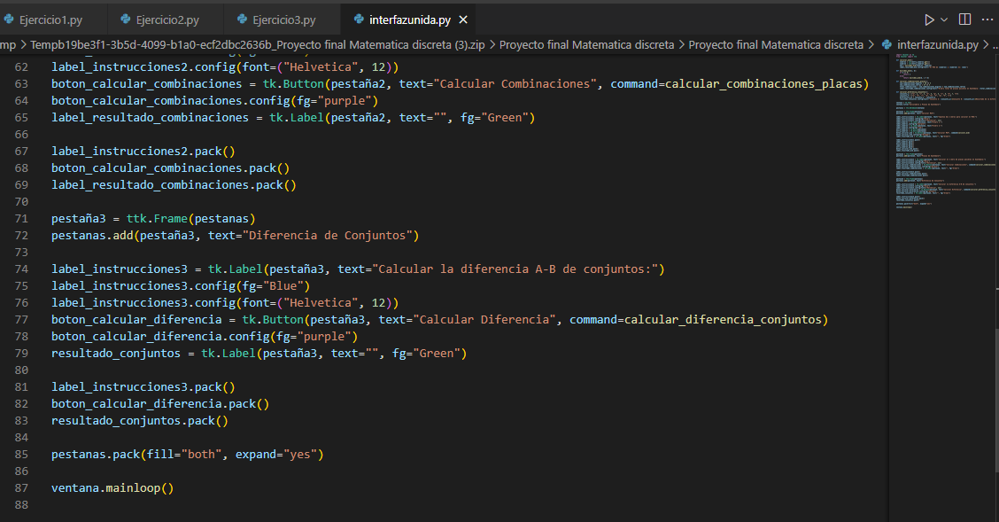 Ejercicio1.py Ejercicio2.py Ejercicio3.py interfazunida.py
mp > Tempb19be3f1-3b5d-4099-b1a0-ecf2dbc2636b_Proyecto final Matematica discreta (3).zip > Proyecto final Matematica discreta > Proyecto final Matematica discreta > interfazunida.py > ...
62 label_instrucciones2.config(font=("Helvetica", 12))
63 boton_calcular_combinaciones = tk.Button(pestaña2, text="Calcular Combinaciones", command=calcular_combinaciones_placas)
64 boton_calcular_combinaciones.config(fg="purple")
65 label_resultado_combinaciones = tk.Label(pestaña2, text="", fg="Green")
66
67 label_instrucciones2.pack()
68 boton_calcular_combinaciones.pack()
69 label_resultado_combinaciones.pack()
70
71 pestaña3 = ttk.Frame(pestanas)
72 pestanas.add(pestaña3, text="Diferencia de Conjuntos")
73
74 label_instrucciones3 = tk.Label(pestaña3, text="Calcular la diferencia A-B de conjuntos:")
75 label_instrucciones3.config(fg="Blue")
76 label_instrucciones3.config(font=("Helvetica", 12))
77 boton_calcular_diferencia = tk.Button(pestaña3, text="Calcular Diferencia", command=calcular_diferencia_conjuntos)
78 boton_calcular_diferencia.config(fg="purple")
79 resultado_conjuntos = tk.Label(pestaña3, text="", fg="Green")
80
81 label_instrucciones3.pack()
82 boton_calcular_diferencia.pack()
83 resultado_conjuntos.pack()
84
85 pestanas.pack(fill="both", expand="yes")
86
87 ventana.mainloop()
88